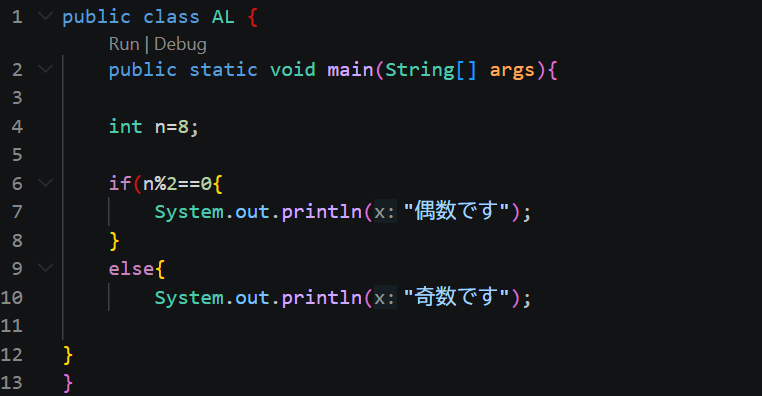 1 public class AL {
Run | Debug
2 public static void main(String[] args){
3
4 int n=8;
5
6 if(n%2==0{
7 System.out.println(x: "偶数です");
8 }
9 else{
10 System.out.println(x: "奇数です");
11
12 }
13 }